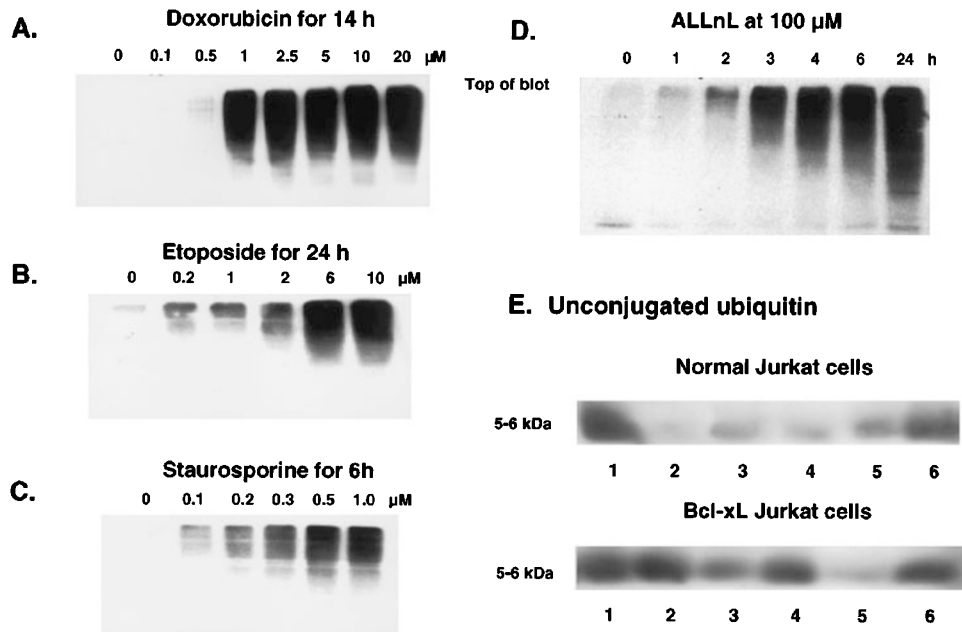 A.
Doxorubicin for 14 h
0 0.1 0.5 1 2.5 5 10 20 μM
B.
Etoposide for 24 h
0 0.2 1 2 6 10 μM
C.
Staurosporine for 6h
0 0.1 0.2 0.3 0.5 1.0 μM
D.
ALLnL at 100 μM
0 1 2 3 4 6 24 h
Top of blot
E. Unconjugated ubiquitin
Normal Jurkat cells
5-6 kDa
1 2 3 4 5 6
Bcl-xL Jurkat cells
5-6 kDa
1 2 3 4 5 6